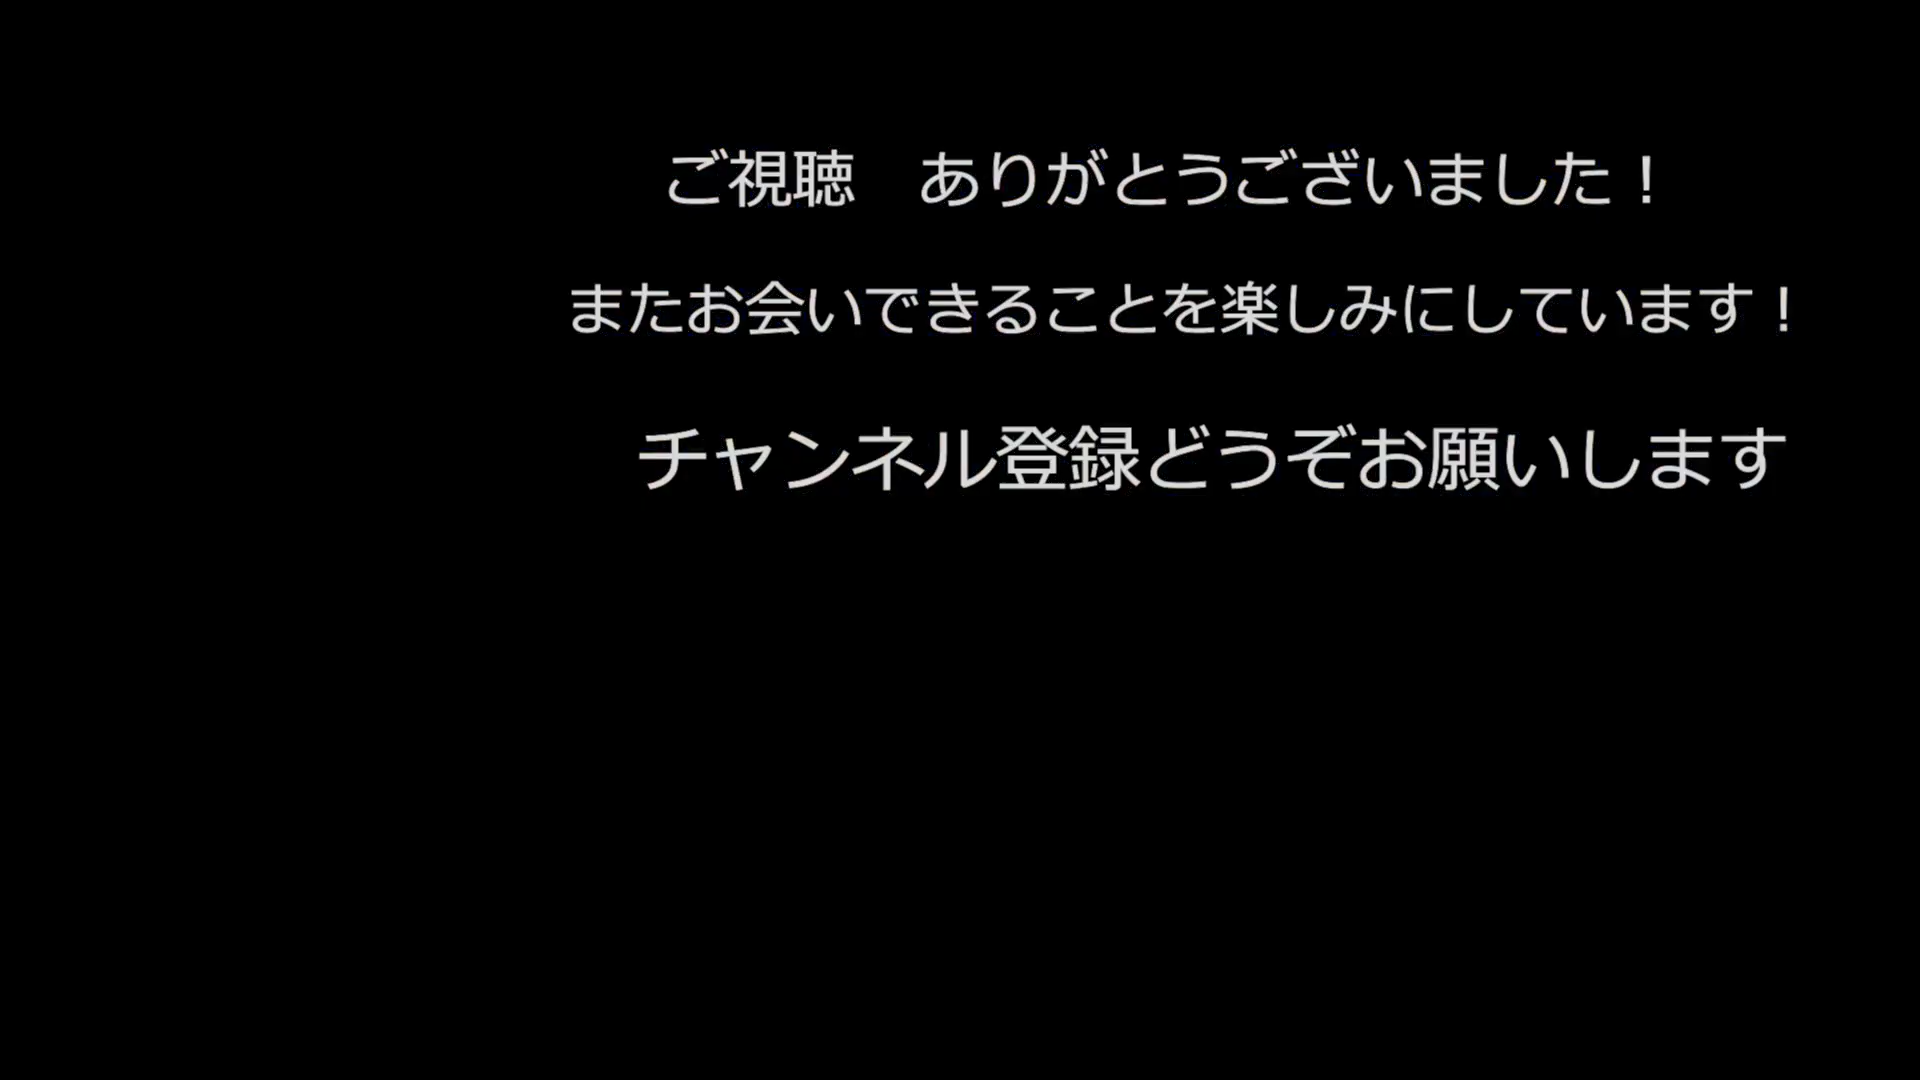 ご視聴　ありがとうございました！
またお会いできることを楽しみにしています！
チャンネル登録どうぞお願いします